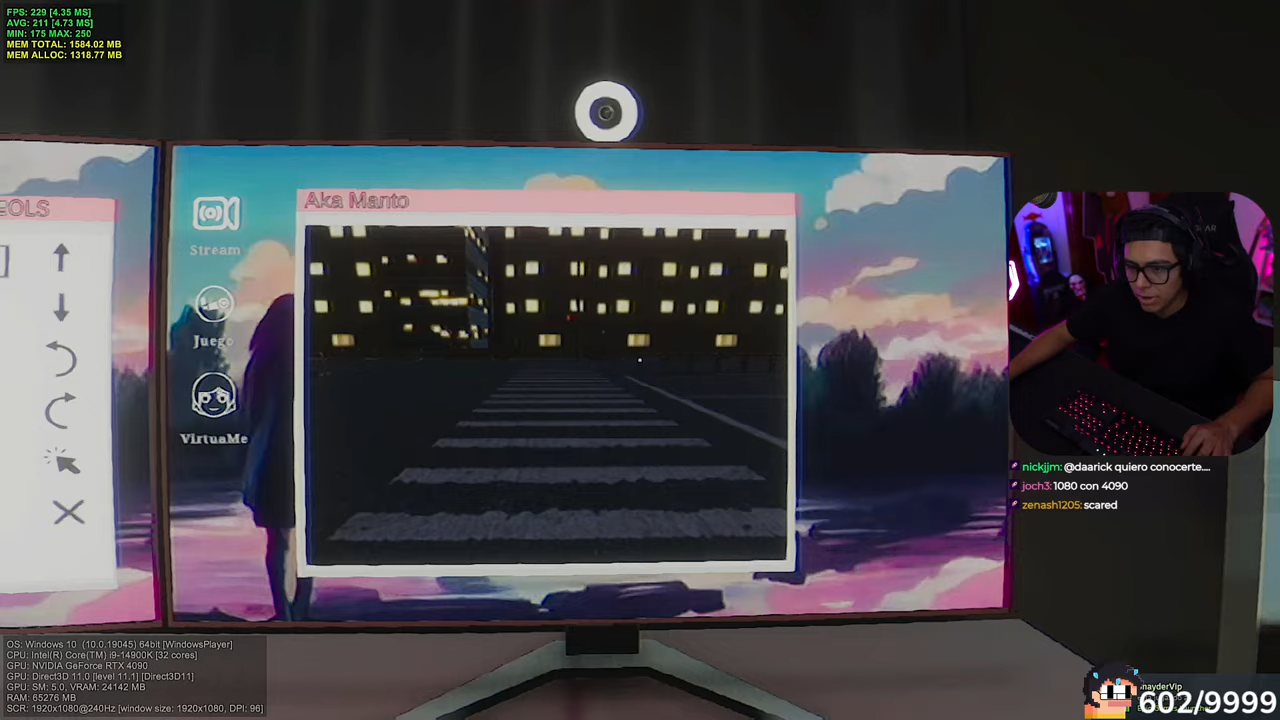 FPS: 229 [4.35 MS]
AVG: 211 [4.73 MS]
MIN: 175 MAX: 250
MEM TOTAL: 1584.02 MB
MEM ALLOC: 1318.77 MB
OLS
Aka Manto
Stream
Juego
VirtuaMe
nickjjm: @daarick quiero conocerte....
joch3: 1080 con 4090
zenash1205: scared
OS: Windows 10 (10.0.19045) 64bit [WindowsPlayer]
CPU: Intel(R) Core(TM) i9-14900K [32 cores]
GPU: NVIDIA GeForce RTX 4090
GPU: Direct3D 11.0 [level 11.1] [Direct3D11]
GPU: SM: 5.0, VRAM: 24142 MB
RAM: 65276 MB
SCR: 1920x1080@240Hz [window size: 1920x1080, DPI: 96]
602/9999